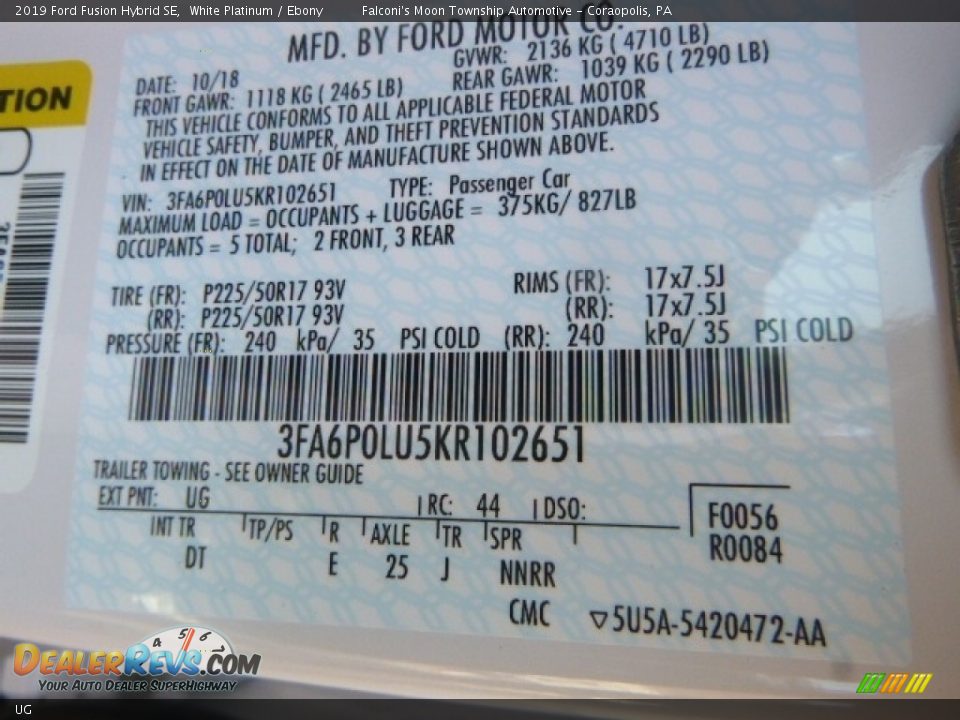 2019 Ford Fusion Hybrid SE, White Platinum / Ebony Falconi's Moon Township Automotive - Coraopolis, PA
MFD. BY FORD MOTOR CO.
DATE: 10/18 GVWR: 2136 KG ( 4710 LB)
FRONT GAWR: 1118 KG ( 2465 LB) REAR GAWR: 1039 KG ( 2290 LB)
THIS VEHICLE CONFORMS TO ALL APPLICABLE FEDERAL MOTOR
VEHICLE SAFETY, BUMPER, AND THEFT PREVENTION STANDARDS
IN EFFECT ON THE DATE OF MANUFACTURE SHOWN ABOVE.
VIN: 3FA6P0LU5KR102651 TYPE: Passenger Car
MAXIMUM LOAD = OCCUPANTS + LUGGAGE = 375KG/ 827LB
OCCUPANTS = 5 TOTAL; 2 FRONT, 3 REAR
TIRE (FR): P225/50R17 93V RIMS (FR): 17x7.5J
(RR): P225/50R17 93V (RR): 17x7.5J
PRESSURE (FR): 240 kPa/ 35 PSI COLD (RR): 240 kPa/ 35 PSI COLD
3FA6P0LU5KR102651
TRAILER TOWING - SEE OWNER GUIDE
EXT PNT: UG RC: 44 DSO:
F0056
R0084
INT TR TP/PS R AXLE TR SPR
DT E 25 J NNRR
CMC ▽5U5A-5420472-AA
TION
4 5 6
DealerRevs.com
Your Auto Dealer SuperHighway
UG